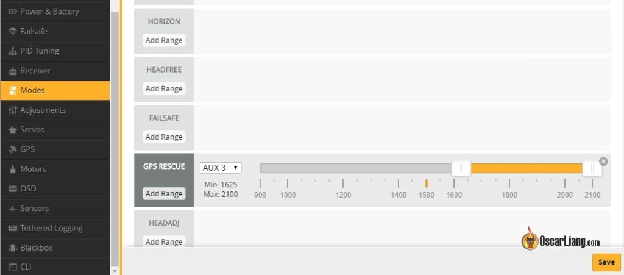 Power & Battery
Failsafe
PID Tuning
Receiver
Modes
Adjustments
Servos
GPS
Motors
OSD
Sensors
Tethered Logging
Blackbox
CLI
HORIZON
Add Range
HEADFREE
Add Range
FAILSAFE
Add Range
GPS RESCUE
AUX 3
Min: 1625
Max: 2100
Add Range
900 1000 1200 1400 1500 1600 1800 2000 2100
HEADADJ
Add Range
OscarLiang.com
Save